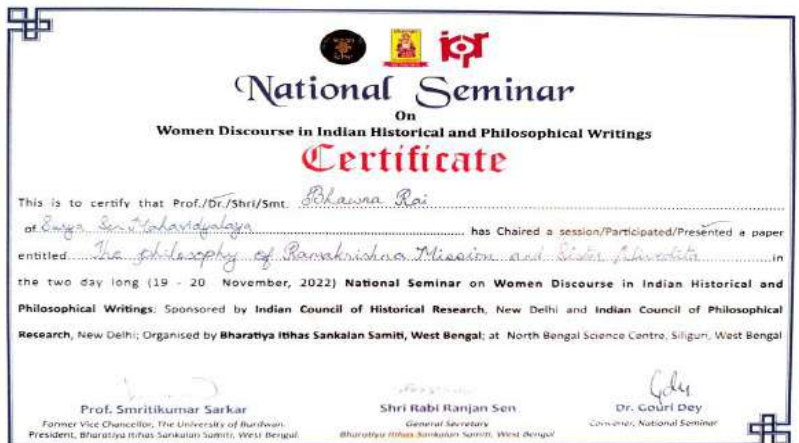 National Seminar
On
Women Discourse in Indian Historical and Philosophical Writings
Certificate
This is to certify that Prof./Dr./Shri/Smt. Bhawna Rai
of Surya Sen Mahavidyalaya has Chaired a session/Participated/Presented a paper
entitled The philosophy of Ramakrishna Mission and Sister Nivedita in
the two day long (19 - 20 November, 2022) National Seminar on Women Discourse in Indian Historical and
Philosophical Writings; Sponsored by Indian Council of Historical Research, New Delhi and Indian Council of Philosophical
Research, New Delhi; Organised by Bharatiya Itihas Sankalan Samiti, West Bengal; at North Bengal Science Centre, Siliguri, West Bengal
Prof. Smritikumar Sarkar
Former Vice Chancellor, The University of Burdwan
President, Bharatiya Itihas Sankalan Samiti, West Bengal
Shri Rabi Ranjan Sen
General Secretary
Bharatiya Itihas Sankalan Samiti, West Bengal
Dr. Gouri Dey
Convener, National Seminar